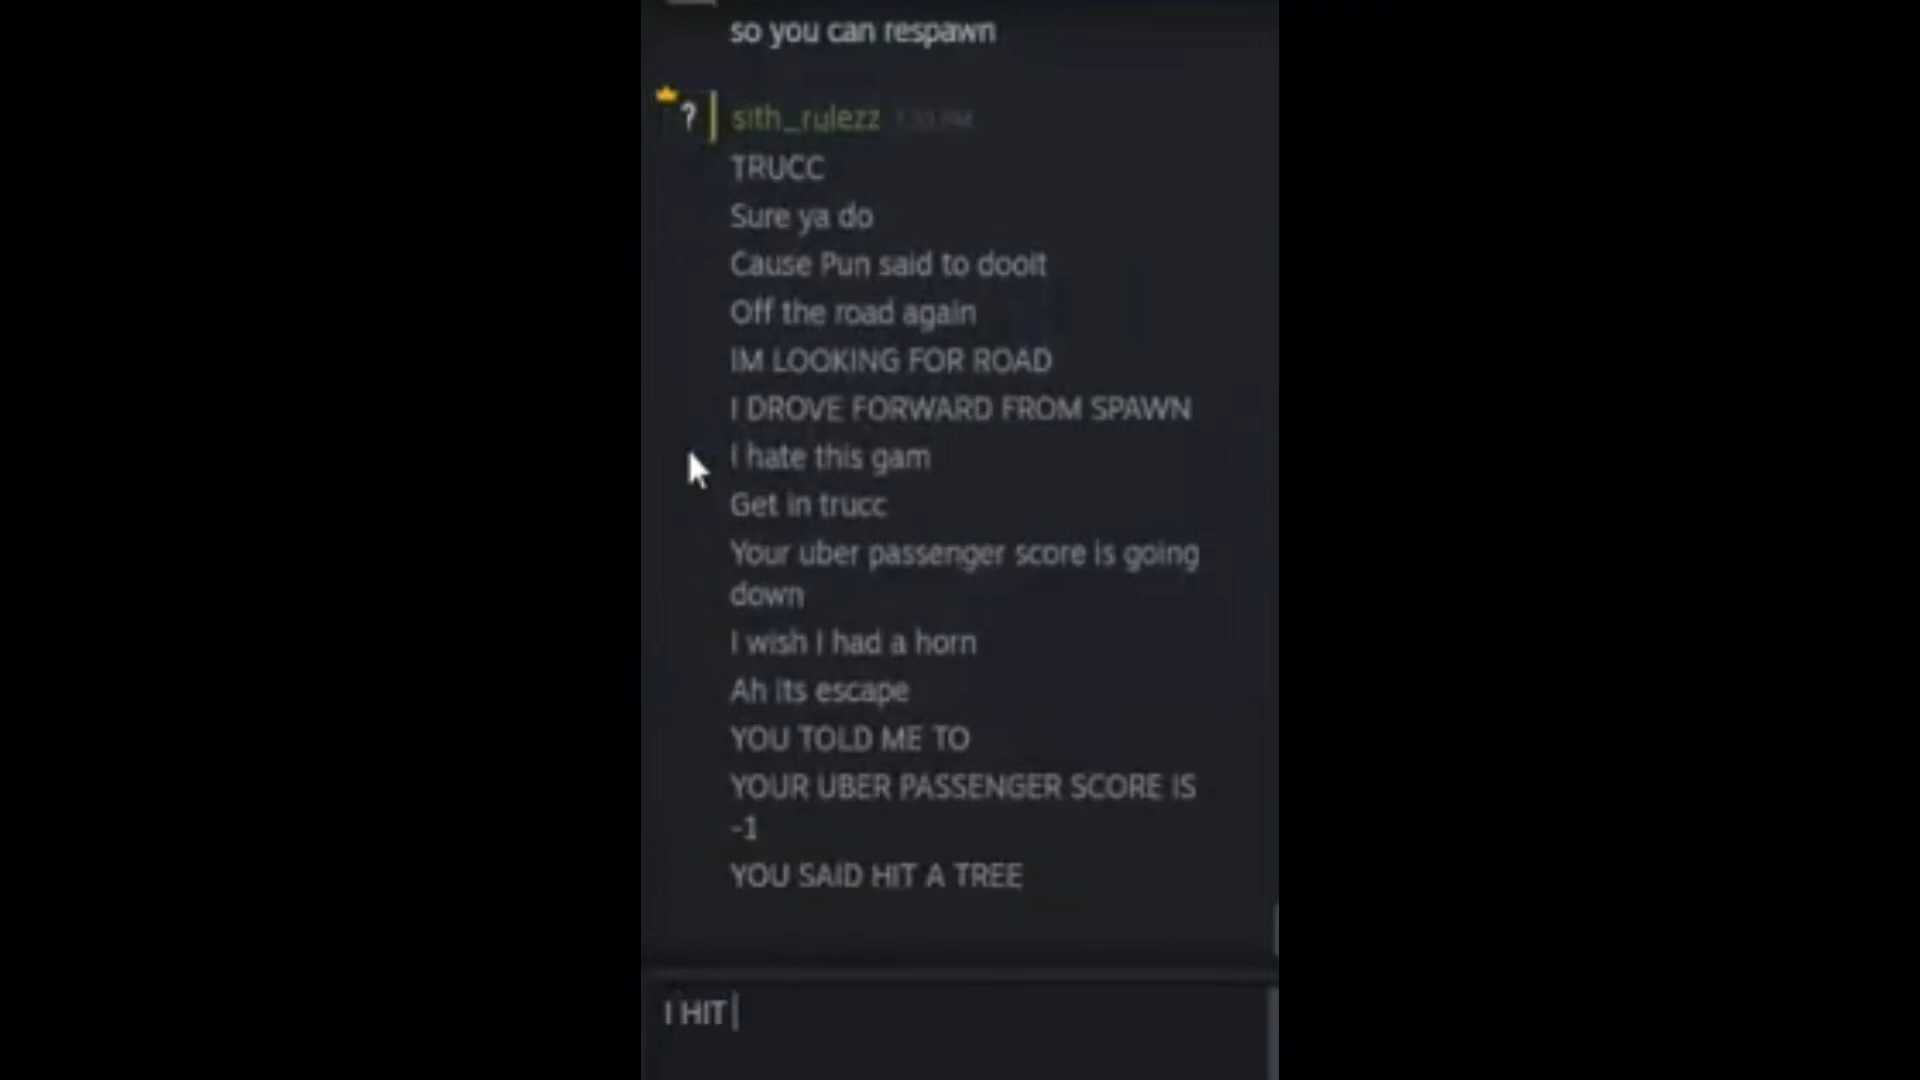 so you can respawn
?
sith_rulezz
TRUCC
Sure ya do
Cause Pun said to dooit
Off the road again
IM LOOKING FOR ROAD
I DROVE FORWARD FROM SPAWN
I hate this gam
Get in trucc
Your uber passenger score is going
down
I wish I had a horn
Ah its escape
YOU TOLD ME TO
YOUR UBER PASSENGER SCORE IS
-1
YOU SAID HIT A TREE
I HIT